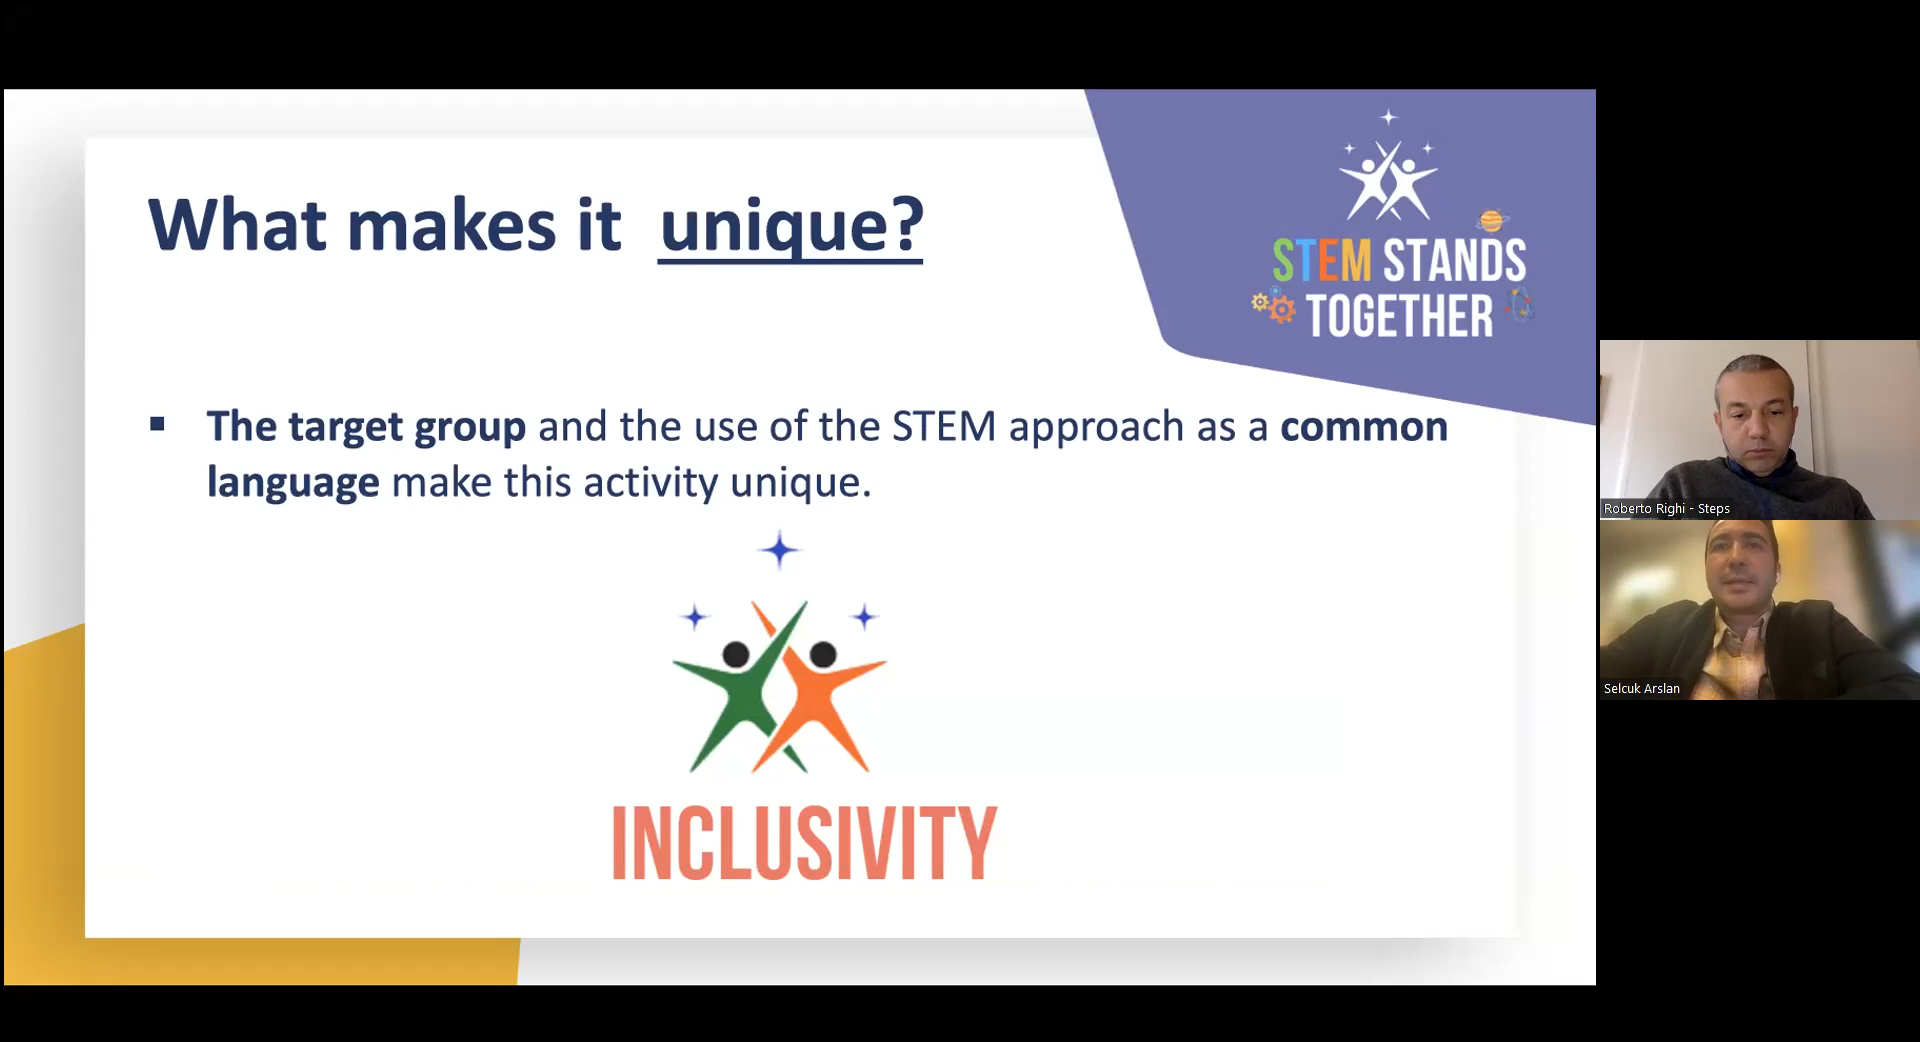 What makes it unique?
STEM STANDS
TOGETHER
▪ The target group and the use of the STEM approach as a common
language make this activity unique.
INCLUSIVITY
Roberto Righi - Steps
Selcuk Arslan